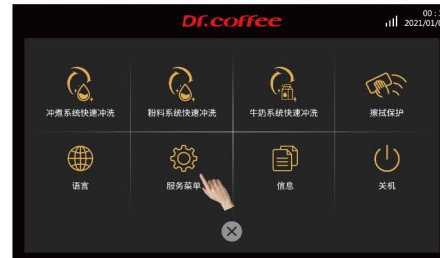 Dr.coffee
00:
2021/01/0
冲煮系统快速冲洗
粉料系统快速冲洗
牛奶系统快速冲洗
擦拭保护
语言
服务菜单
信息
关机